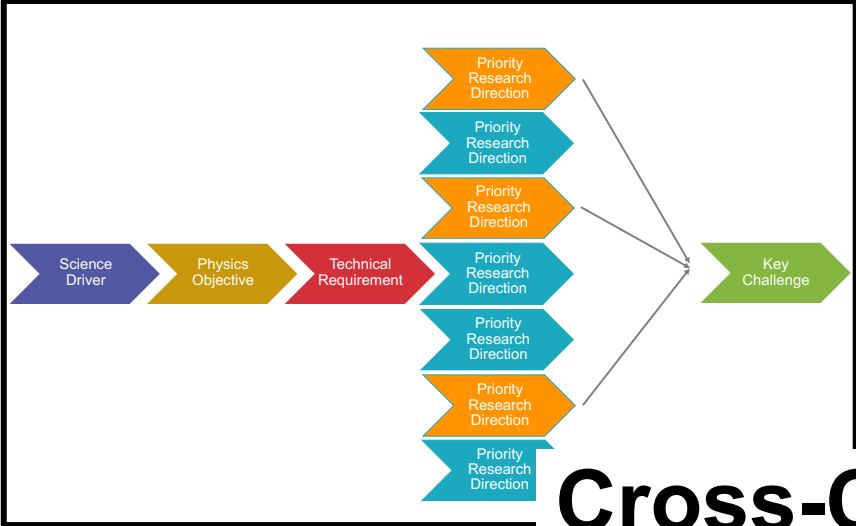 Priority
Research
Direction
Priority
Research
Direction
Priority
Research
Direction
Science
Driver
Physics
Objective
Technical
Requirement
Priority
Research
Direction
Key
Challenge
Priority
Research
Direction
Priority
Research
Direction
Priority
Research
Direction
Cross-